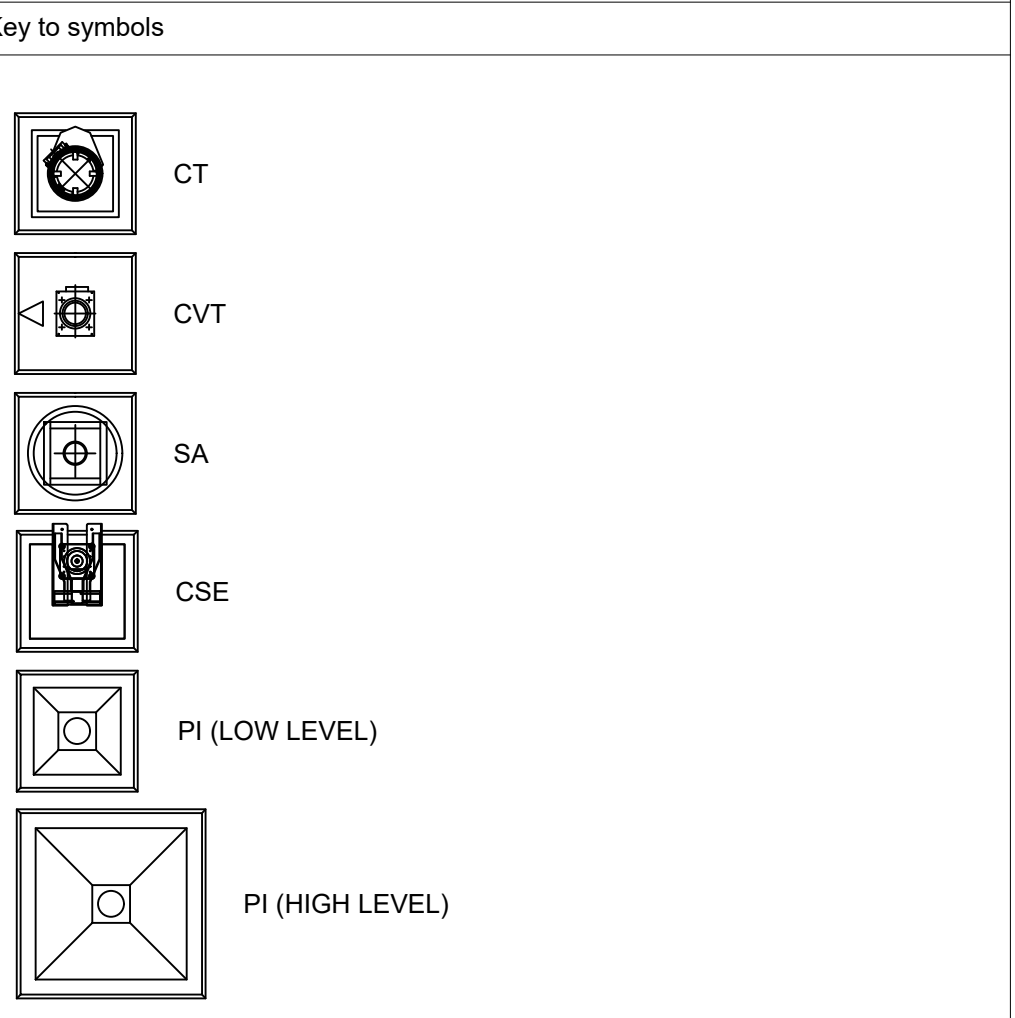 Key to symbols
CT
CVT
SA
CSE
PI (LOW LEVEL)
PI (HIGH LEVEL)